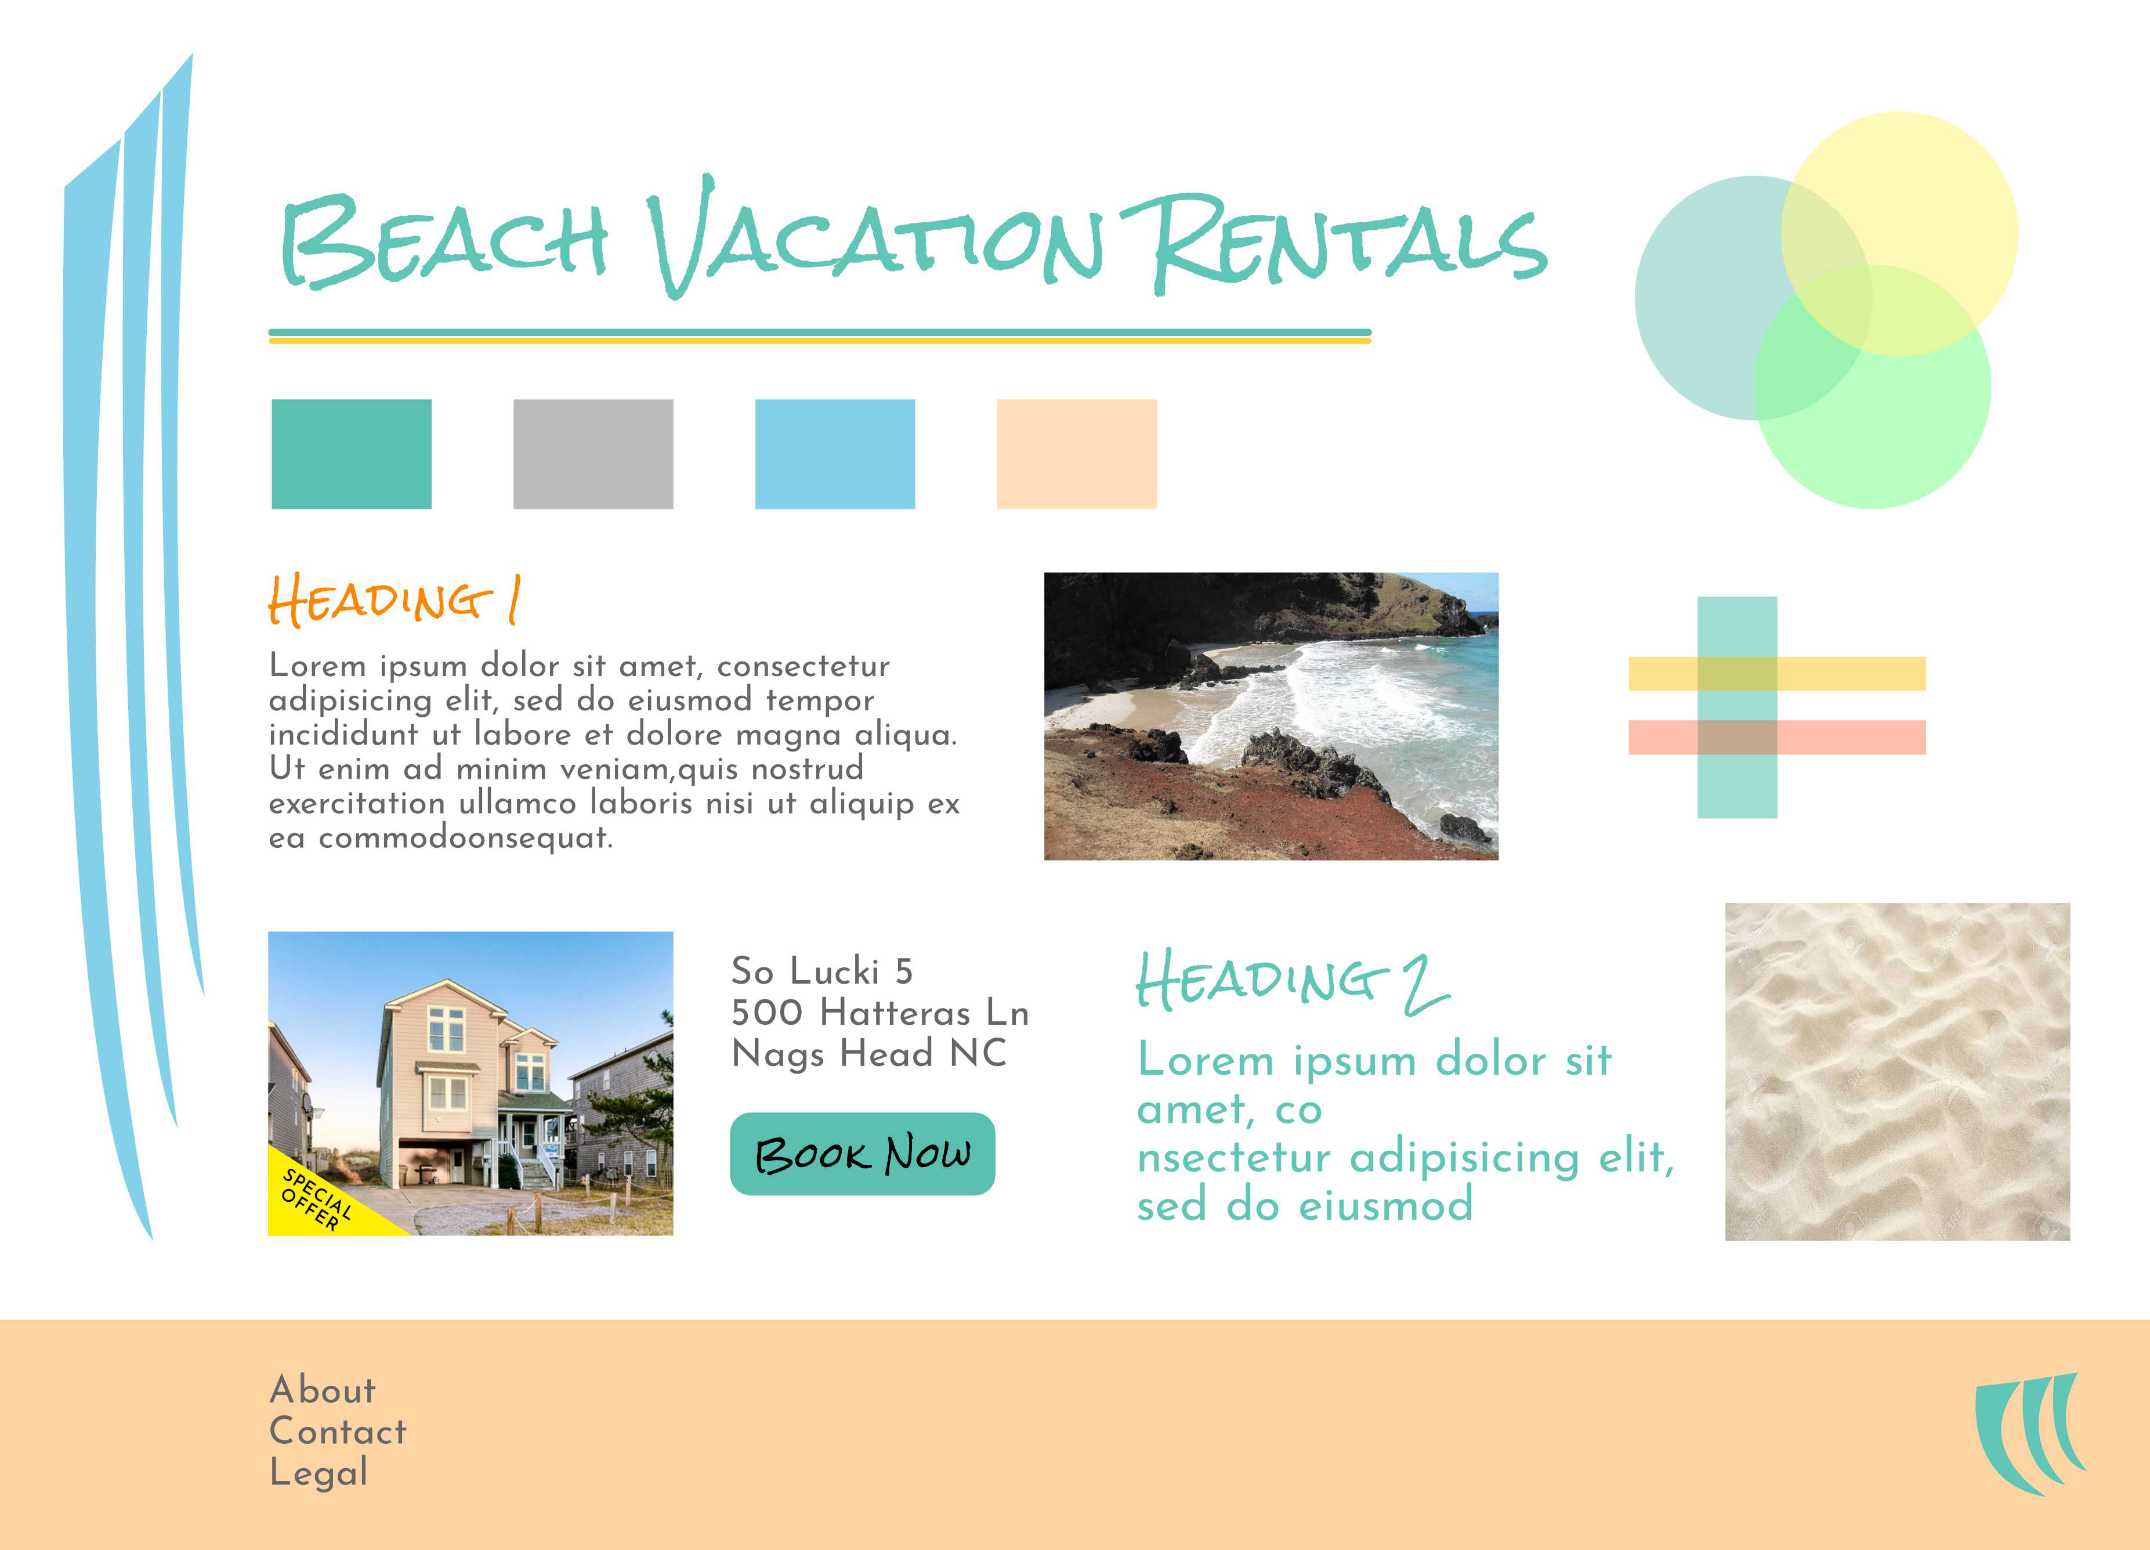 Beach Vacation Rentals
Heading 1
Lorem ipsum dolor sit amet, consectetur
adipisicing elit, sed do eiusmod tempor
incididunt ut labore et dolore magna aliqua.
Ut enim ad minim veniam,quis nostrud
exercitation ullamco laboris nisi ut aliquip ex
ea commodoonsequat.
SPECIAL
OFFER
So Lucki 5
500 Hatteras Ln
Nags Head NC
Book Now
Heading 2
Lorem ipsum dolor sit
amet, co
nsectetur adipisicing elit,
sed do eiusmod
About
Contact
Legal